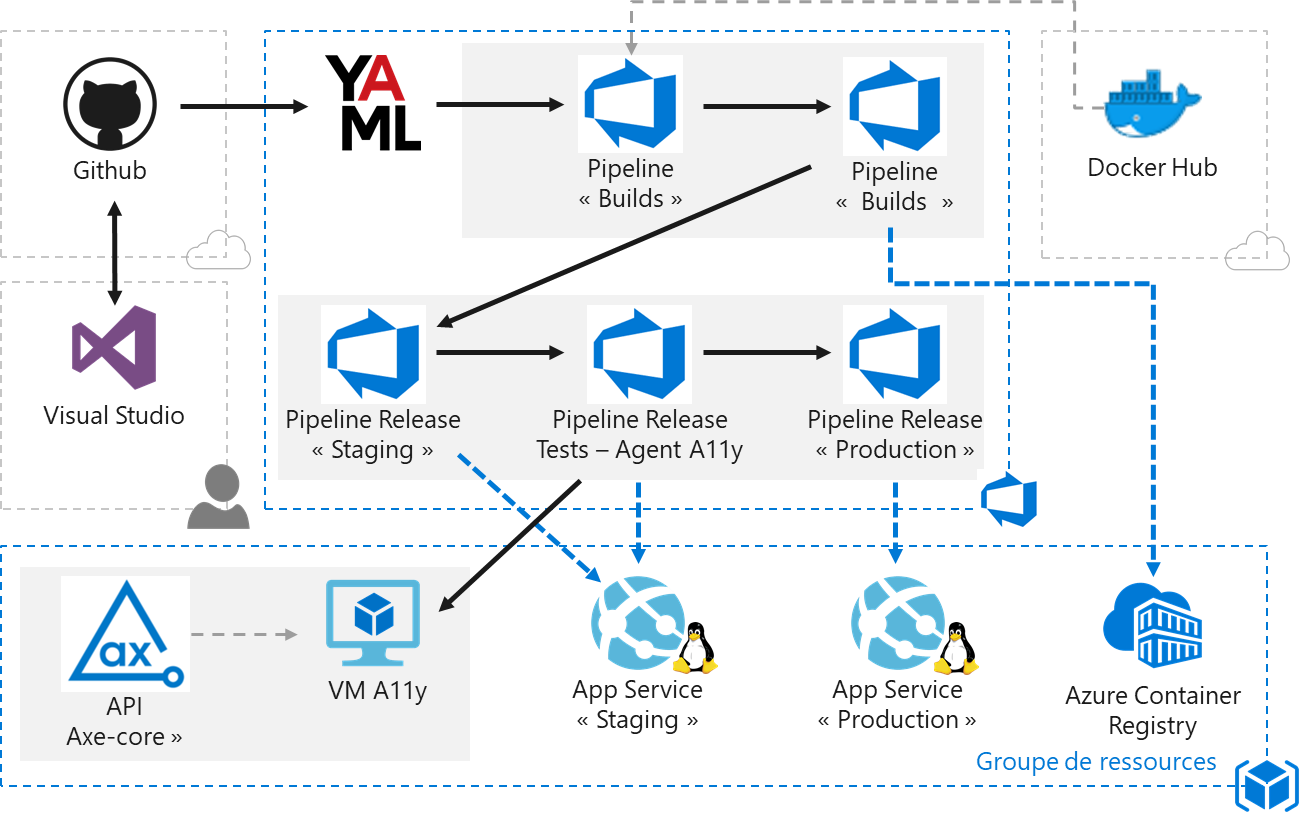 YA
ML
Github
Pipeline
« Builds »
Pipeline
«  Builds  »
Docker Hub
Visual Studio
Pipeline Release
« Staging »
Pipeline Release
Tests – Agent A11y
Pipeline Release
« Production »
ax
API
Axe-core »
VM A11y
App Service
« Staging »
App Service
« Production »
Azure Container
Registry
Groupe de ressources